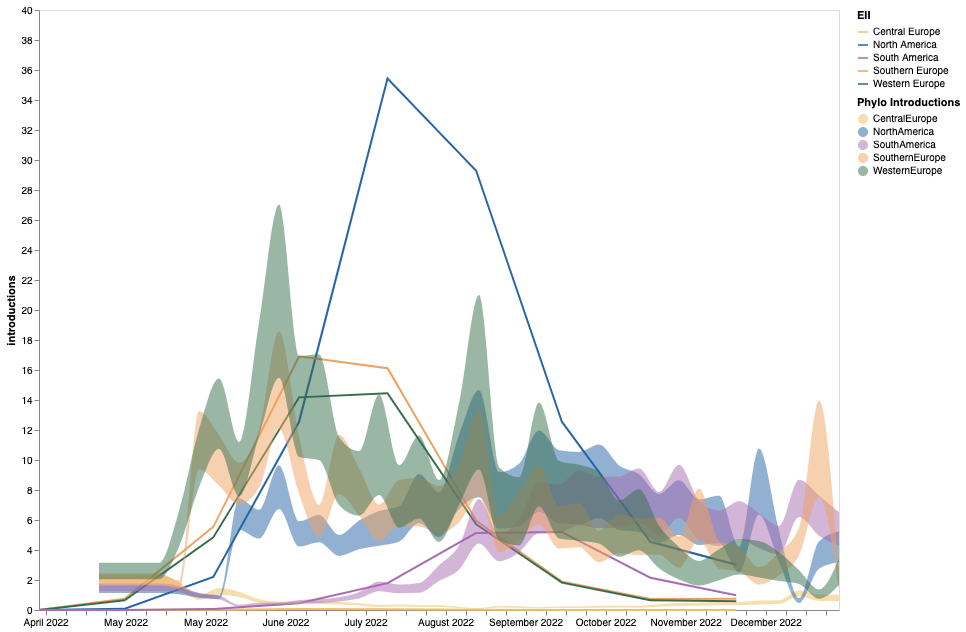 40
38
36
34
32
30
28
26
24
22
20
18
16
14
12
10
8
6
4
2
0
introductions
April 2022
May 2022
May 2022
June 2022
July 2022
August 2022
September 2022
October 2022
November 2022
December 2022
EII
Central Europe
North America
South America
Southern Europe
Western Europe
Phylo Introductions
CentralEurope
NorthAmerica
SouthAmerica
SouthernEurope
WesternEurope